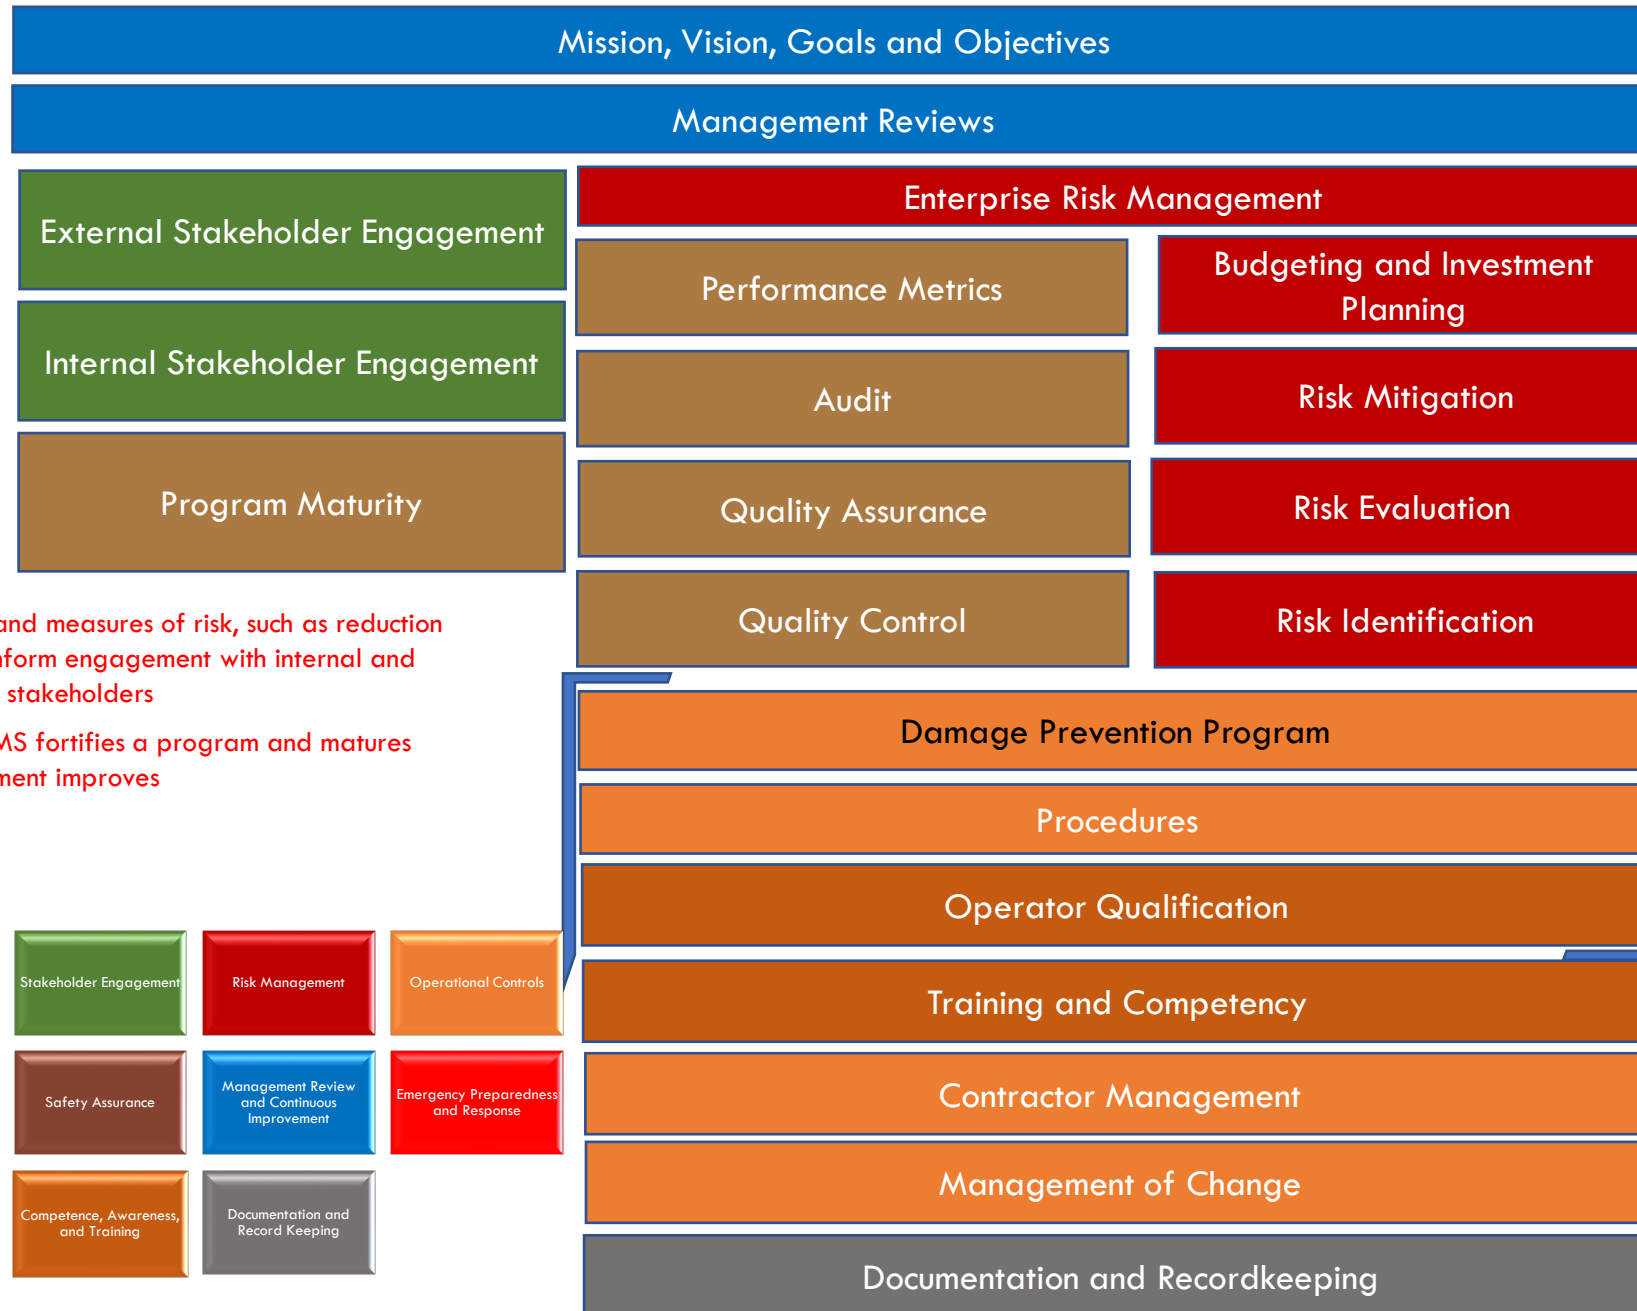 Mission, Vision, Goals and Objectives
Management Reviews
External Stakeholder Engagement
Internal Stakeholder Engagement
Program Maturity
Enterprise Risk Management
Performance Metrics
Audit
Quality Assurance
Quality Control
Budgeting and Investment
Planning
Risk Mitigation
Risk Evaluation
Risk Identification
and measures of risk, such as reduction
nform engagement with internal and
stakeholders
MS fortifies a program and matures
ment improves
Damage Prevention Program
Procedures
Operator Qualification
Training and Competency
Contractor Management
Management of Change
Documentation and Recordkeeping
Stakeholder Engagement
Risk Management
Operational Controls
Safety Assurance
Management Review
and Continuous
Improvement
Emergency Preparedness
and Response
Competence, Awareness,
and Training
Documentation and
Record Keeping